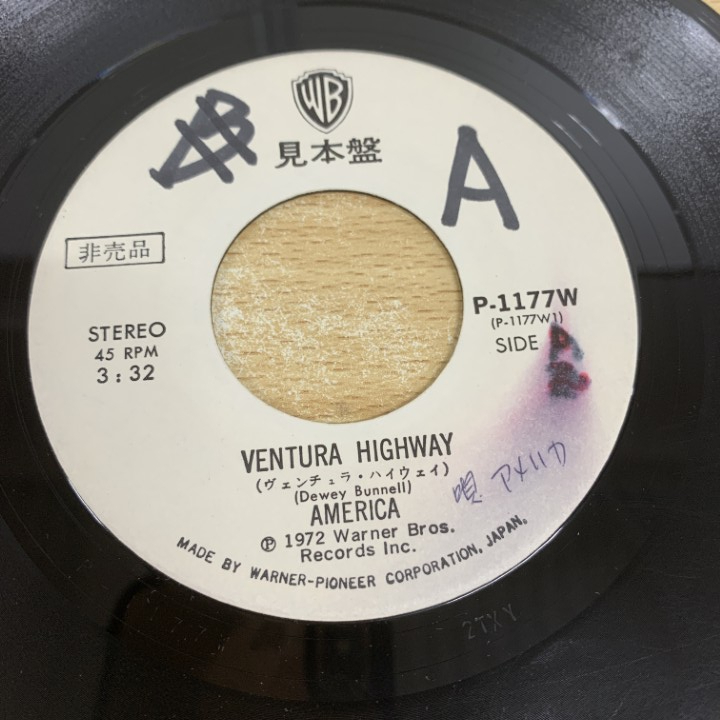 WB
見本盤
A
非売品
P-1177W
(P-1177W1)
STEREO
SIDE
45 RPM
3 : 32
VENTURA HIGHWAY
(ヴェンチュラ・ハイウェイ)
(Dewey Bunnell)
唄 アメリカ
AMERICA
Ⓟ 1972 Warner Bros.
Records Inc.
MADE BY WARNER-PIONEER CORPORATION, JAPAN.
2TXY